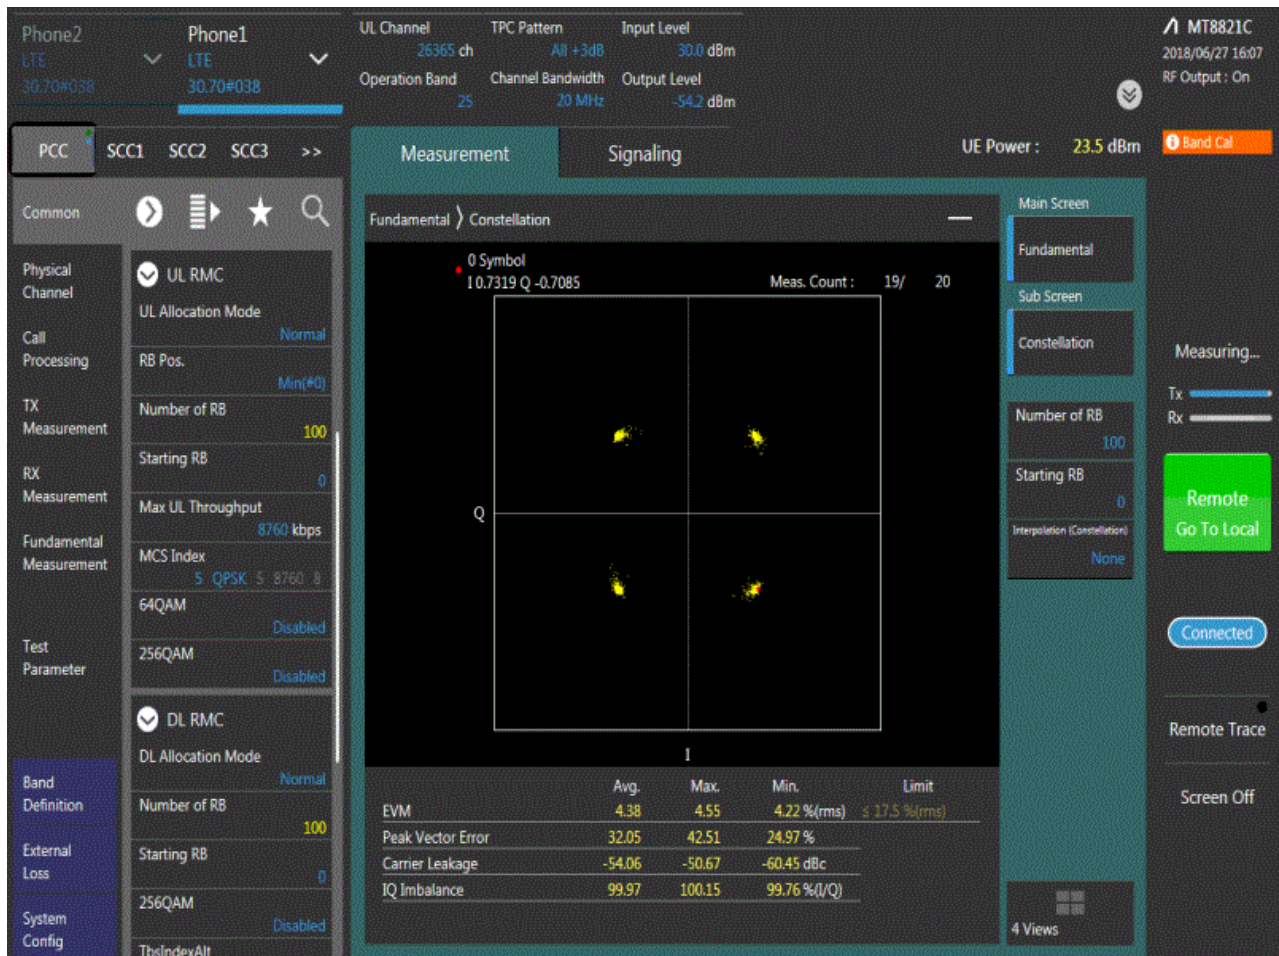 Phone2
LTE
30.70#038
Phone1
LTE
30.70#038
UL Channel
26365 ch
TPC Pattern
All +3dB
Input Level
30.0 dBm
Operation Band
25
Channel Bandwidth
20 MHz
Output Level
-54.2 dBm
MT8821C
2018/06/27 16:07
RF Output : On
PCC SCC1 SCC2 SCC3 >>
Measurement
Signaling
UE Power : 23.5 dBm
Band Cal
Common
Physical
Channel
Call
Processing
TX
Measurement
RX
Measurement
Fundamental
Measurement
Test
Parameter
Band
Definition
External
Loss
System
Config
UL RMC
UL Allocation Mode
Normal
RB Pos.
Min(#0)
Number of RB
100
Starting RB
0
Max UL Throughput
8760 kbps
MCS Index
5 QPSK 5 8760 8
64QAM
Disabled
256QAM
Disabled
DL RMC
DL Allocation Mode
Normal
Number of RB
100
Starting RB
0
256QAM
Disabled
TbsIndexAlt
Fundamental 〉 Constellation
0 Symbol
I 0.7319 Q -0.7085
Meas. Count : 19/ 20
Q
I
Avg. Max. Min. Limit
EVM 4.38 4.55 4.22 %(rms) ≤ 17.5 %(rms)
Peak Vector Error 32.05 42.51 24.97 %
Carrier Leakage -54.06 -50.67 -60.45 dBc
IQ Imbalance 99.97 100.15 99.76 %(I/Q)
Main Screen
Fundamental
Sub Screen
Constellation
Number of RB
100
Starting RB
0
Interpolation (Constellation)
None
4 Views
Measuring...
Tx
Rx
Remote
Go To Local
Connected
Remote Trace
Screen Off